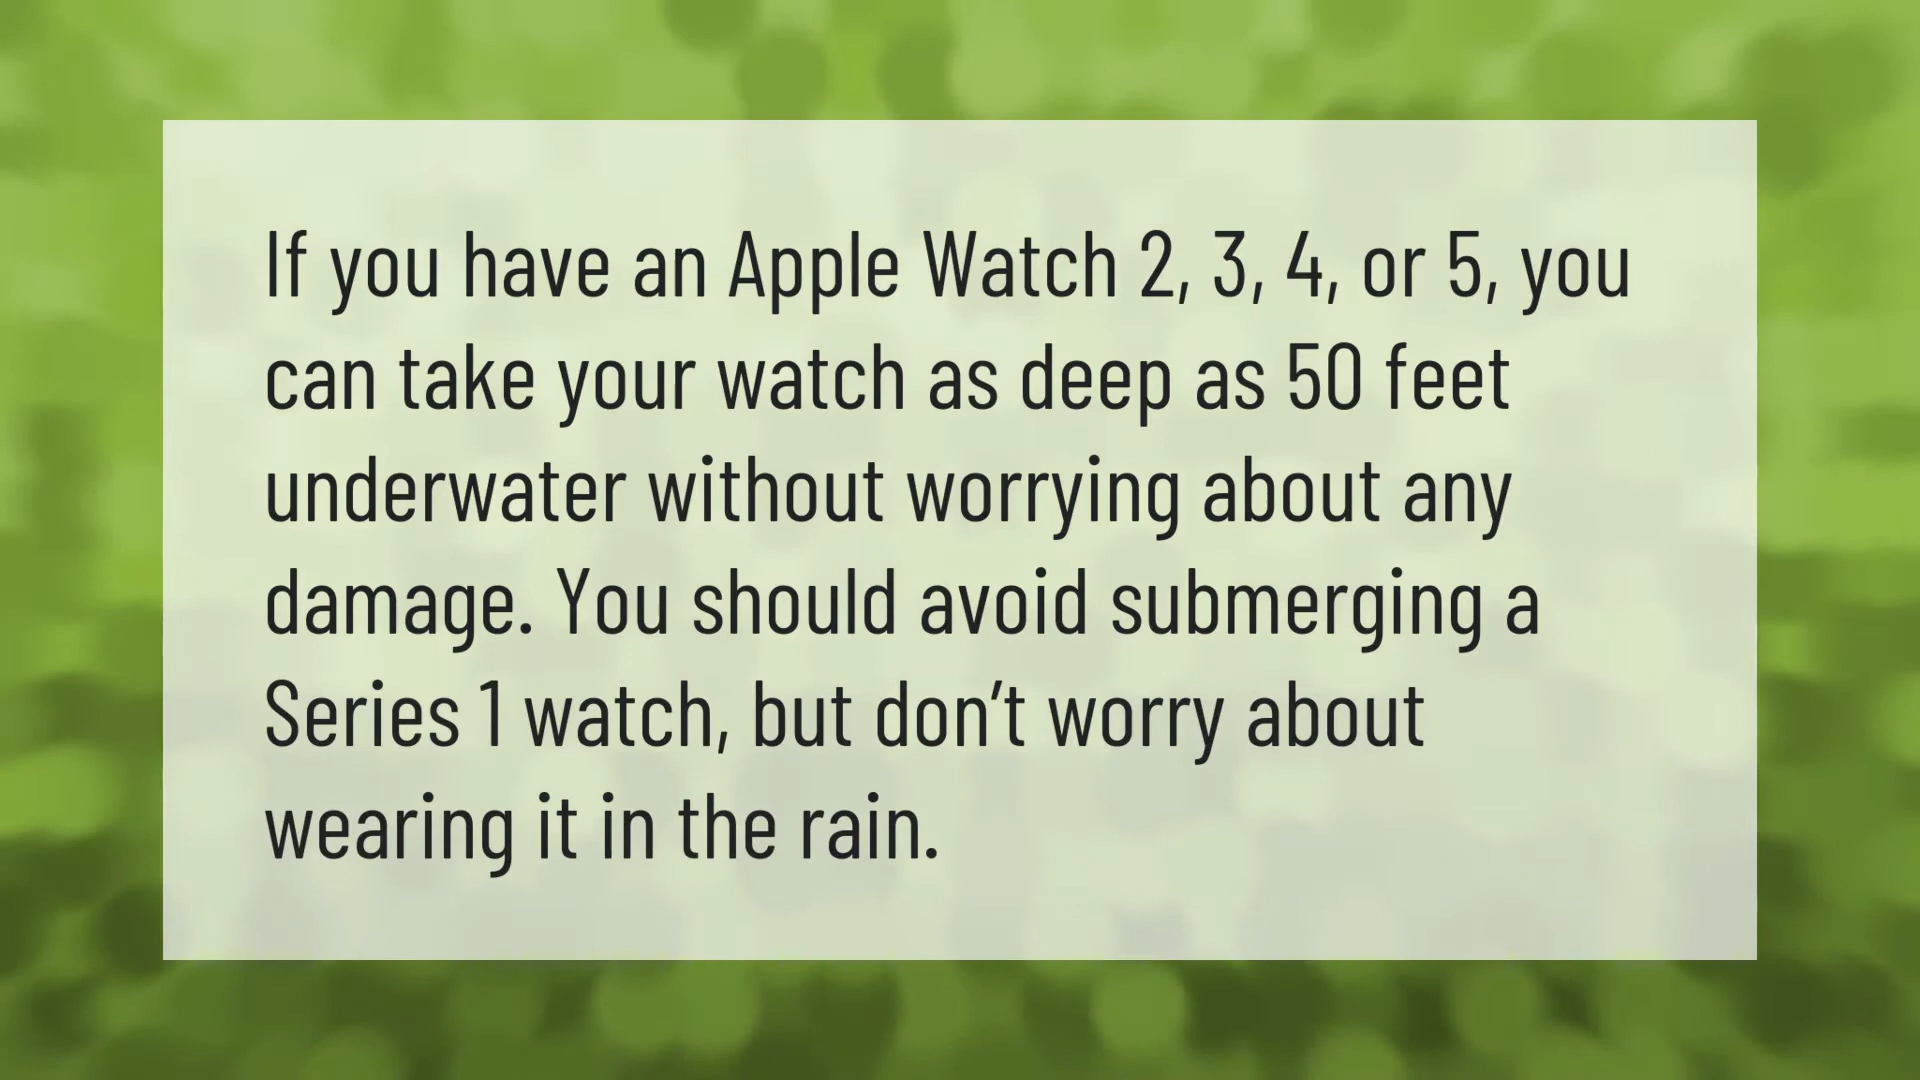 If you have an Apple Watch 2, 3, 4, or 5, you
can take your watch as deep as 50 feet
underwater without worrying about any
damage. You should avoid submerging a
Series 1 watch, but don’t worry about
wearing it in the rain.